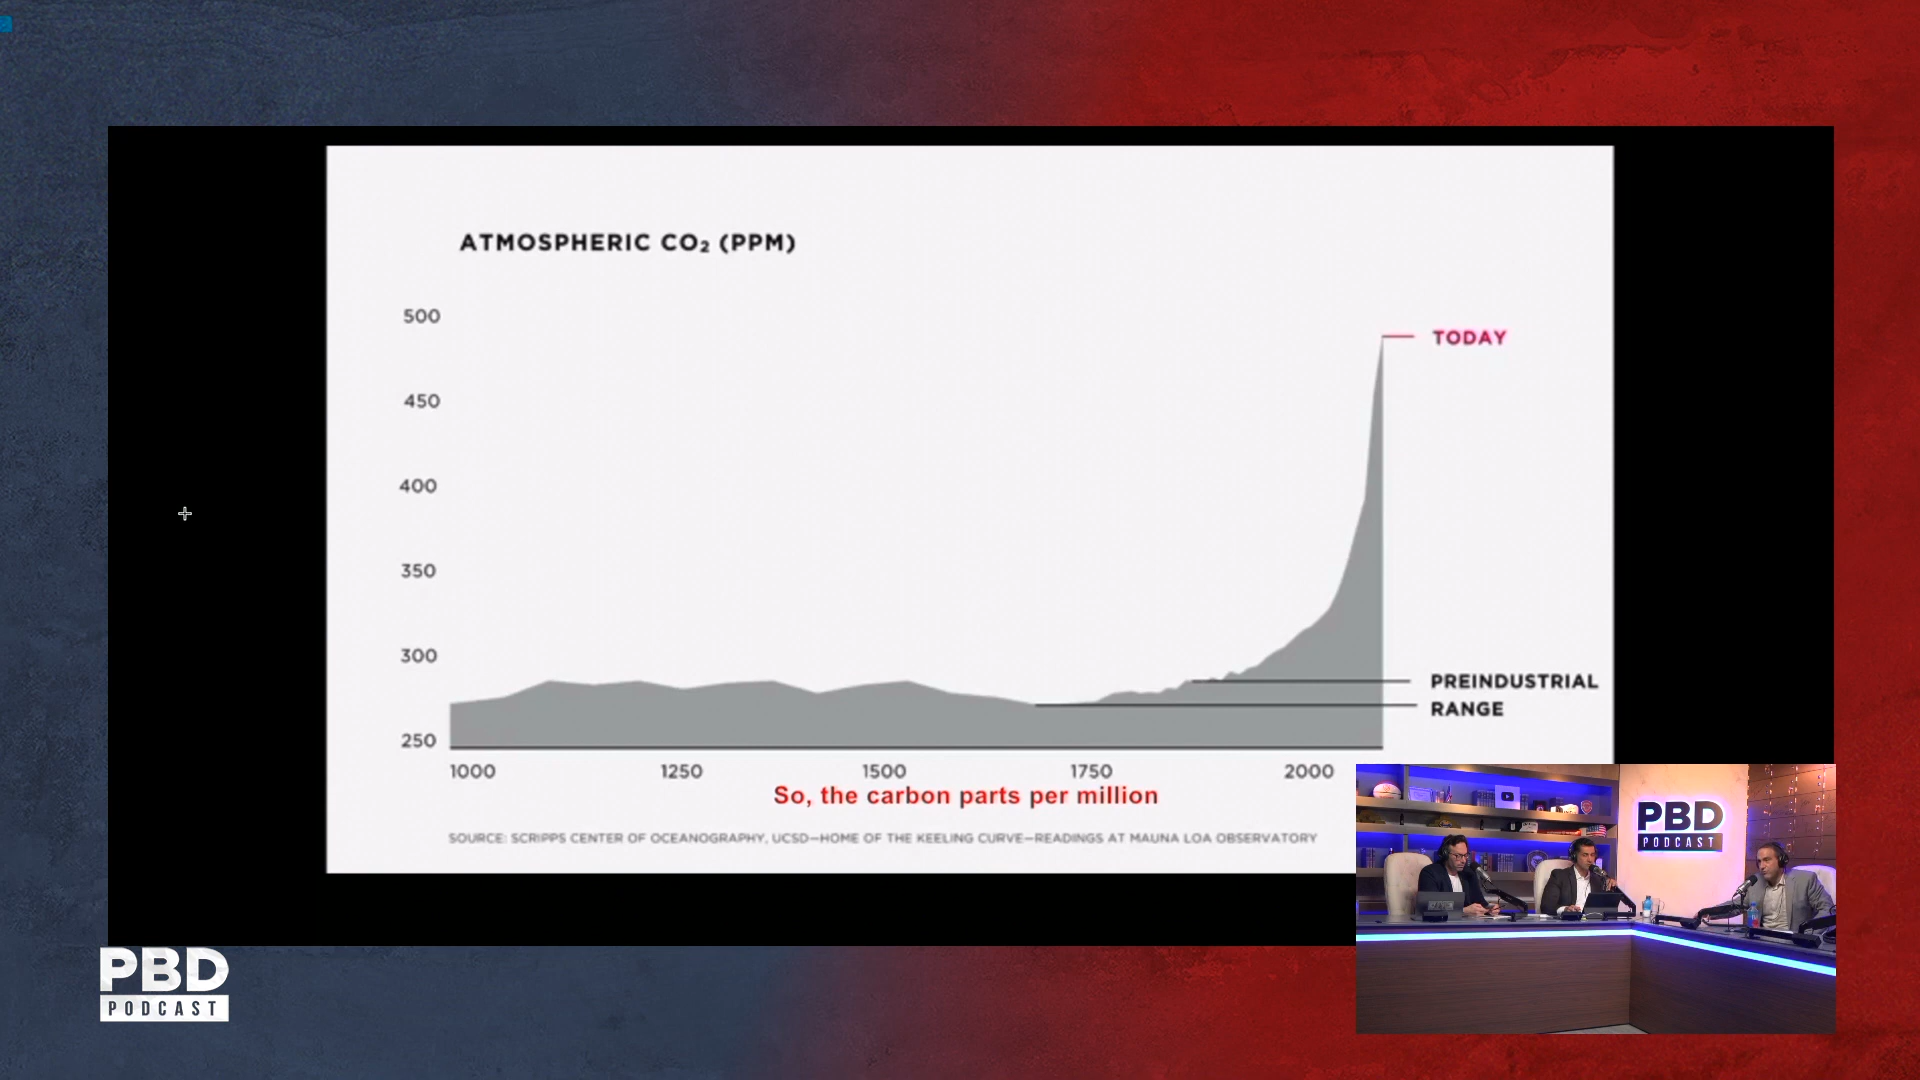 ATMOSPHERIC CO₂ (PPM)
500
450
400
350
300
250
TODAY
PREINDUSTRIAL
RANGE
1000 1250 1500 1750 2000
So, the carbon parts per million
SOURCE: SCRIPPS CENTER OF OCEANOGRAPHY, UCSD—HOME OF THE KEELING CURVE—READINGS AT MAUNA LOA OBSERVATORY
PBD
PODCAST
PBD
PODCAST